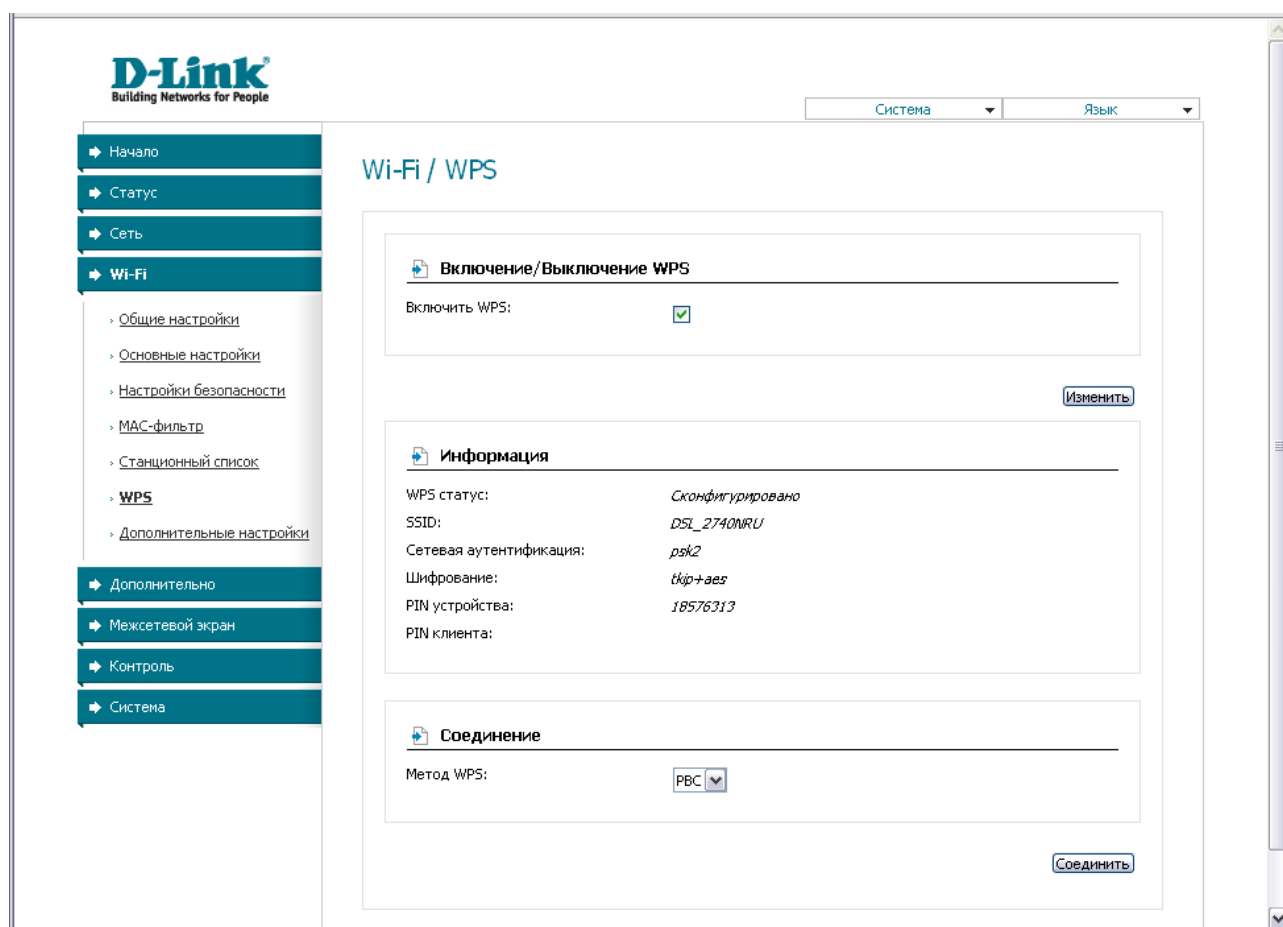 D-Link
Building Networks for People
Система
Язык
Начало
Статус
Сеть
Wi-Fi
Общие настройки
Основные настройки
Настройки безопасности
МАС-фильтр
Станционный список
WPS
Дополнительные настройки
Дополнительно
Межсетевой экран
Контроль
Система
Wi-Fi / WPS
Включение/Выключение WPS
Включить WPS:
Изменить
Информация
WPS статус: Сконфигурировано
SSID: DSL_2740NRU
Сетевая аутентификация: psk2
Шифрование: tkip+aes
PIN устройства: 18576313
PIN клиента:
Соединение
Метод WPS: PBC
Соединить